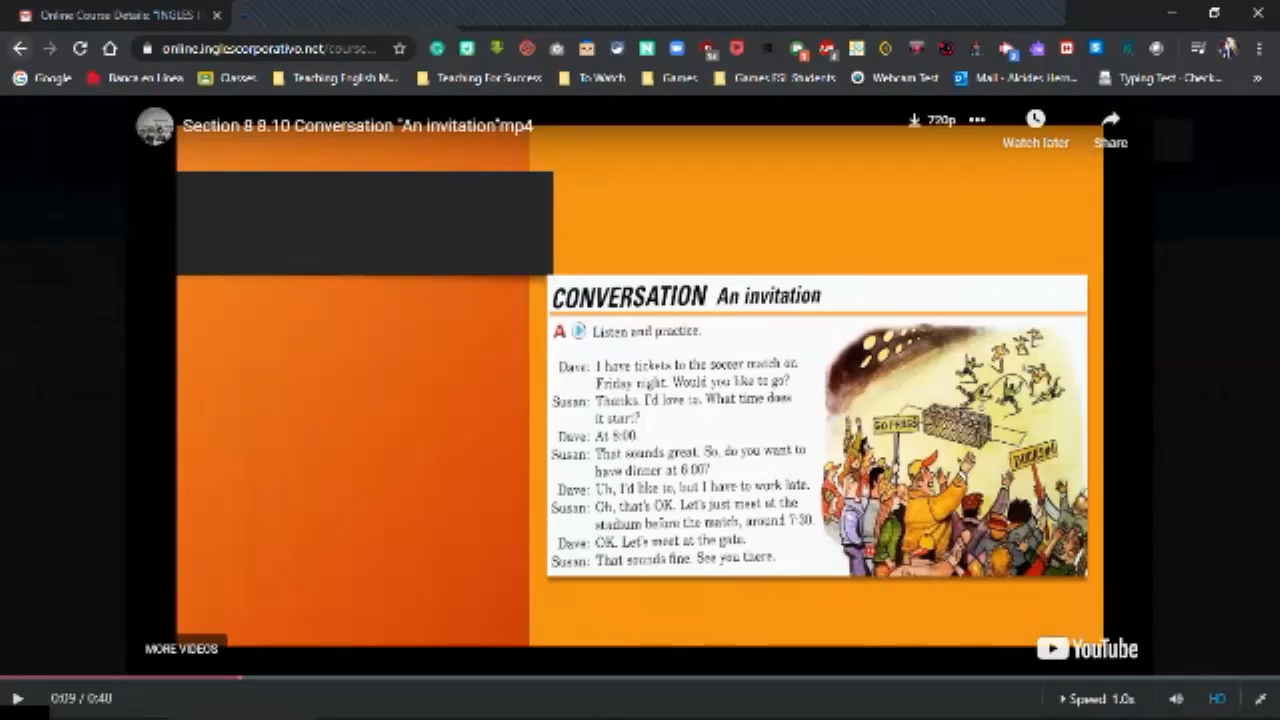 Online Course Details: "INGLES I
online.inglescorporativo.net/course...
Google
Banca en Linea
Classes
Teaching English M...
Teaching For Success
To Watch
Games
Games ESL Students
Webcam Test
Mail - Alcides Hern...
Typing Test - Check...
»
Section 8 8.10 Conversation "An invitation"mp4
720p
Watch later
Share
CONVERSATION An invitation
A Listen and practice.
Dave: I have tickets to the soccer match on
Friday night. Would you like to go?
Susan: Thanks. I'd love to. What time does
it start?
Dave: At 8:00.
Susan: That sounds great. So, do you want to
have dinner at 6:00?
Dave: Uh, I'd like to, but I have to work late.
Susan: Oh, that's OK. Let's just meet at the
stadium before the match, around 7:30.
Dave: OK. Let's meet at the gate.
Susan: That sounds fine. See you there.
MORE VIDEOS
YouTube
0:09 / 0:40
Speed 1.0x
HD